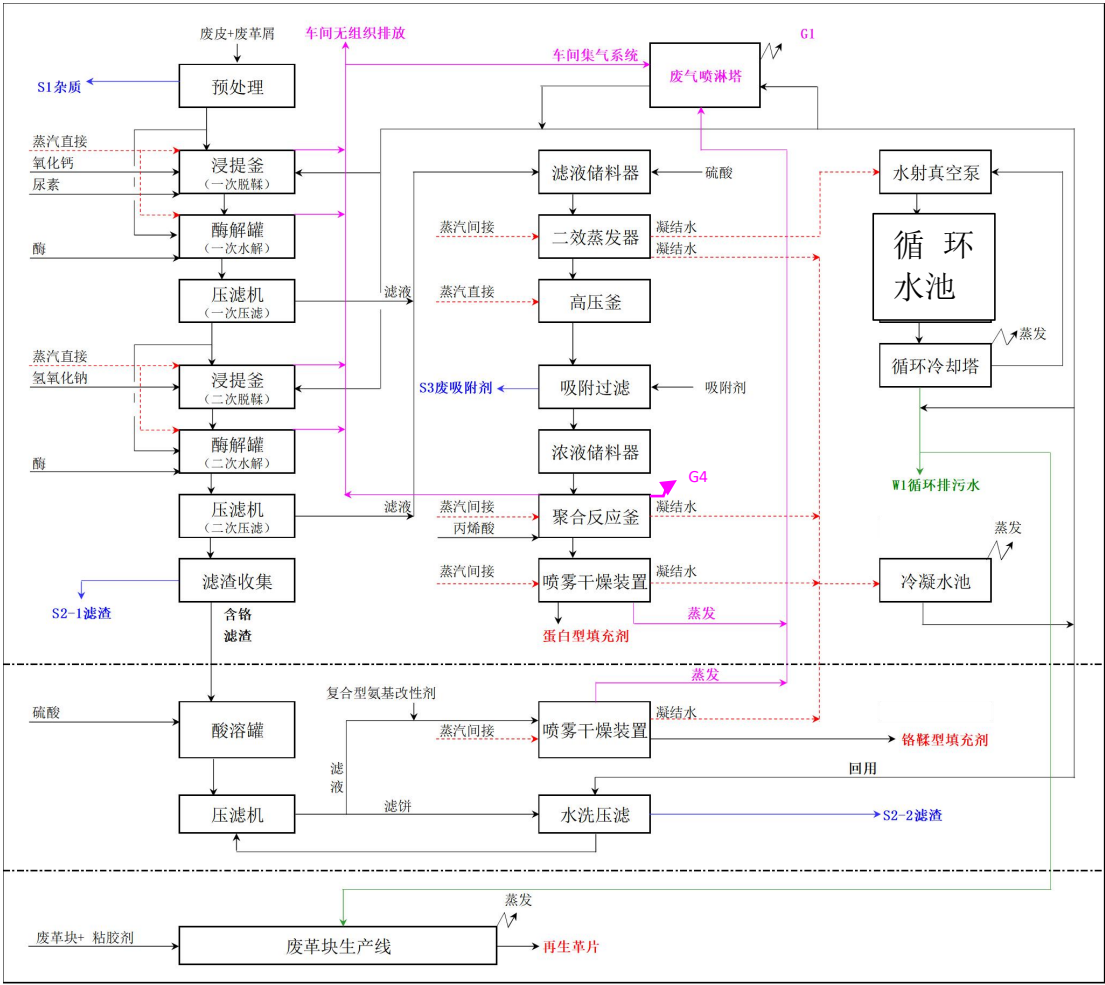 废皮+废革屑
车间无组织排放
G1
车间集气系统
废气喷淋塔
S1杂质
预处理
蒸汽直接
氧化钙
尿素
浸提釜
(一次脱鞣)
滤液储料器
硫酸
水射真空泵
酶
酶解罐
(一次水解)
蒸汽间接
二效蒸发器
凝结水
凝结水
循 环
水池
压滤机
(一次压滤)
滤液
蒸汽直接
高压釜
蒸发
循环冷却塔
蒸汽直接
氢氧化钠
浸提釜
(二次脱鞣)
S3废吸附剂
吸附过滤
吸附剂
酶
酶解罐
(二次水解)
浓液储料器
G4
W1循环排污水
压滤机
(二次压滤)
滤液
蒸汽间接
丙烯酸
聚合反应釜
凝结水
蒸发
滤渣收集
蒸汽间接
喷雾干燥装置
凝结水
冷凝水池
S2-1滤渣
含铬
滤渣
蒸发
蛋白型填充剂
蒸发
复合型氨基改性剂
硫酸
酸溶罐
蒸汽间接
喷雾干燥装置
凝结水
铬鞣型填充剂
滤
液
回用
压滤机
滤饼
水洗压滤
S2-2滤渣
蒸发
废革块+ 粘胶剂
废革块生产线
再生革片